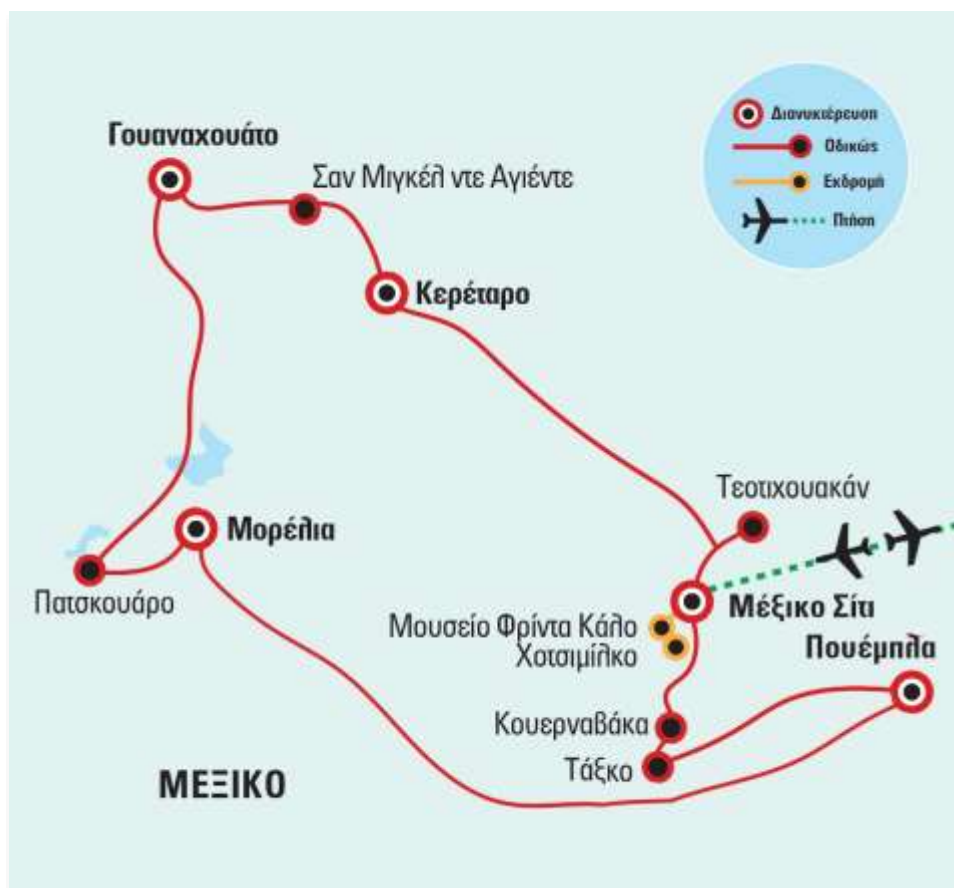 Διανυκτέρευση
Οδικώς
Εκδρομή
Πτήση
Γουαναχουάτο
Σαν Μιγκέλ ντε Αγιέντε
Κερέταρο
Τεοτιχουακάν
Μορέλια
Πατσκουάρο
Μέξικο Σίτι
Μουσείο Φρίντα Κάλο
Χοτσιμίλκο
Πουέμπλα
Κουερναβάκα
Τάξκο
ΜΕΞΙΚΟ